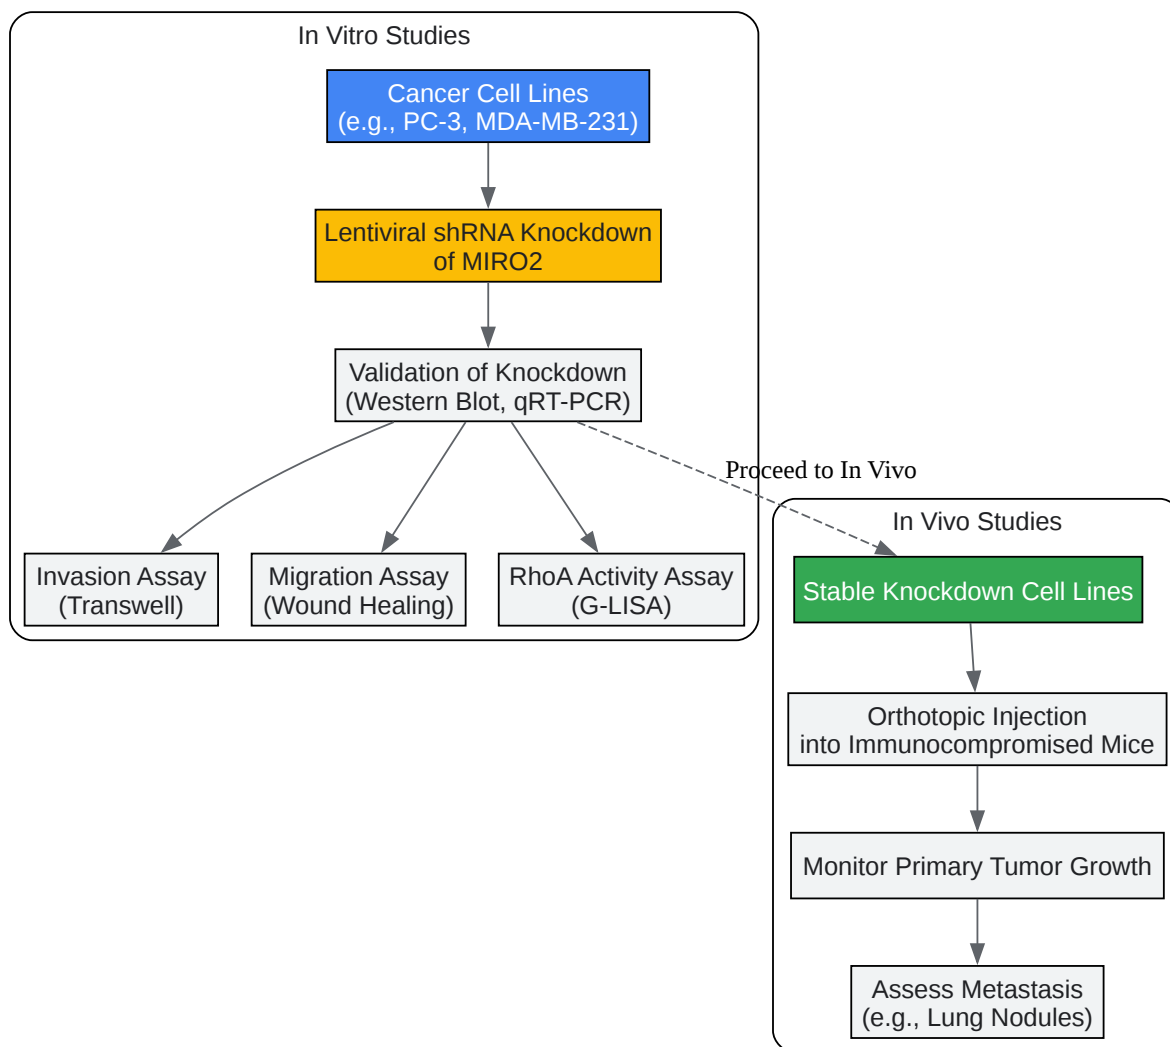 In Vitro Studies
Cancer Cell Lines
(e.g., PC-3, MDA-MB-231)
Lentiviral shRNA Knockdown
of MIRO2
Validation of Knockdown
(Western Blot, qRT-PCR)
Proceed to In Vivo
Invasion Assay
(Transwell)
Migration Assay
(Wound Healing)
RhoA Activity Assay
(G-LISA)
In Vivo Studies
Stable Knockdown Cell Lines
Orthotopic Injection
into Immunocompromised Mice
Monitor Primary Tumor Growth
Assess Metastasis
(e.g., Lung Nodules)